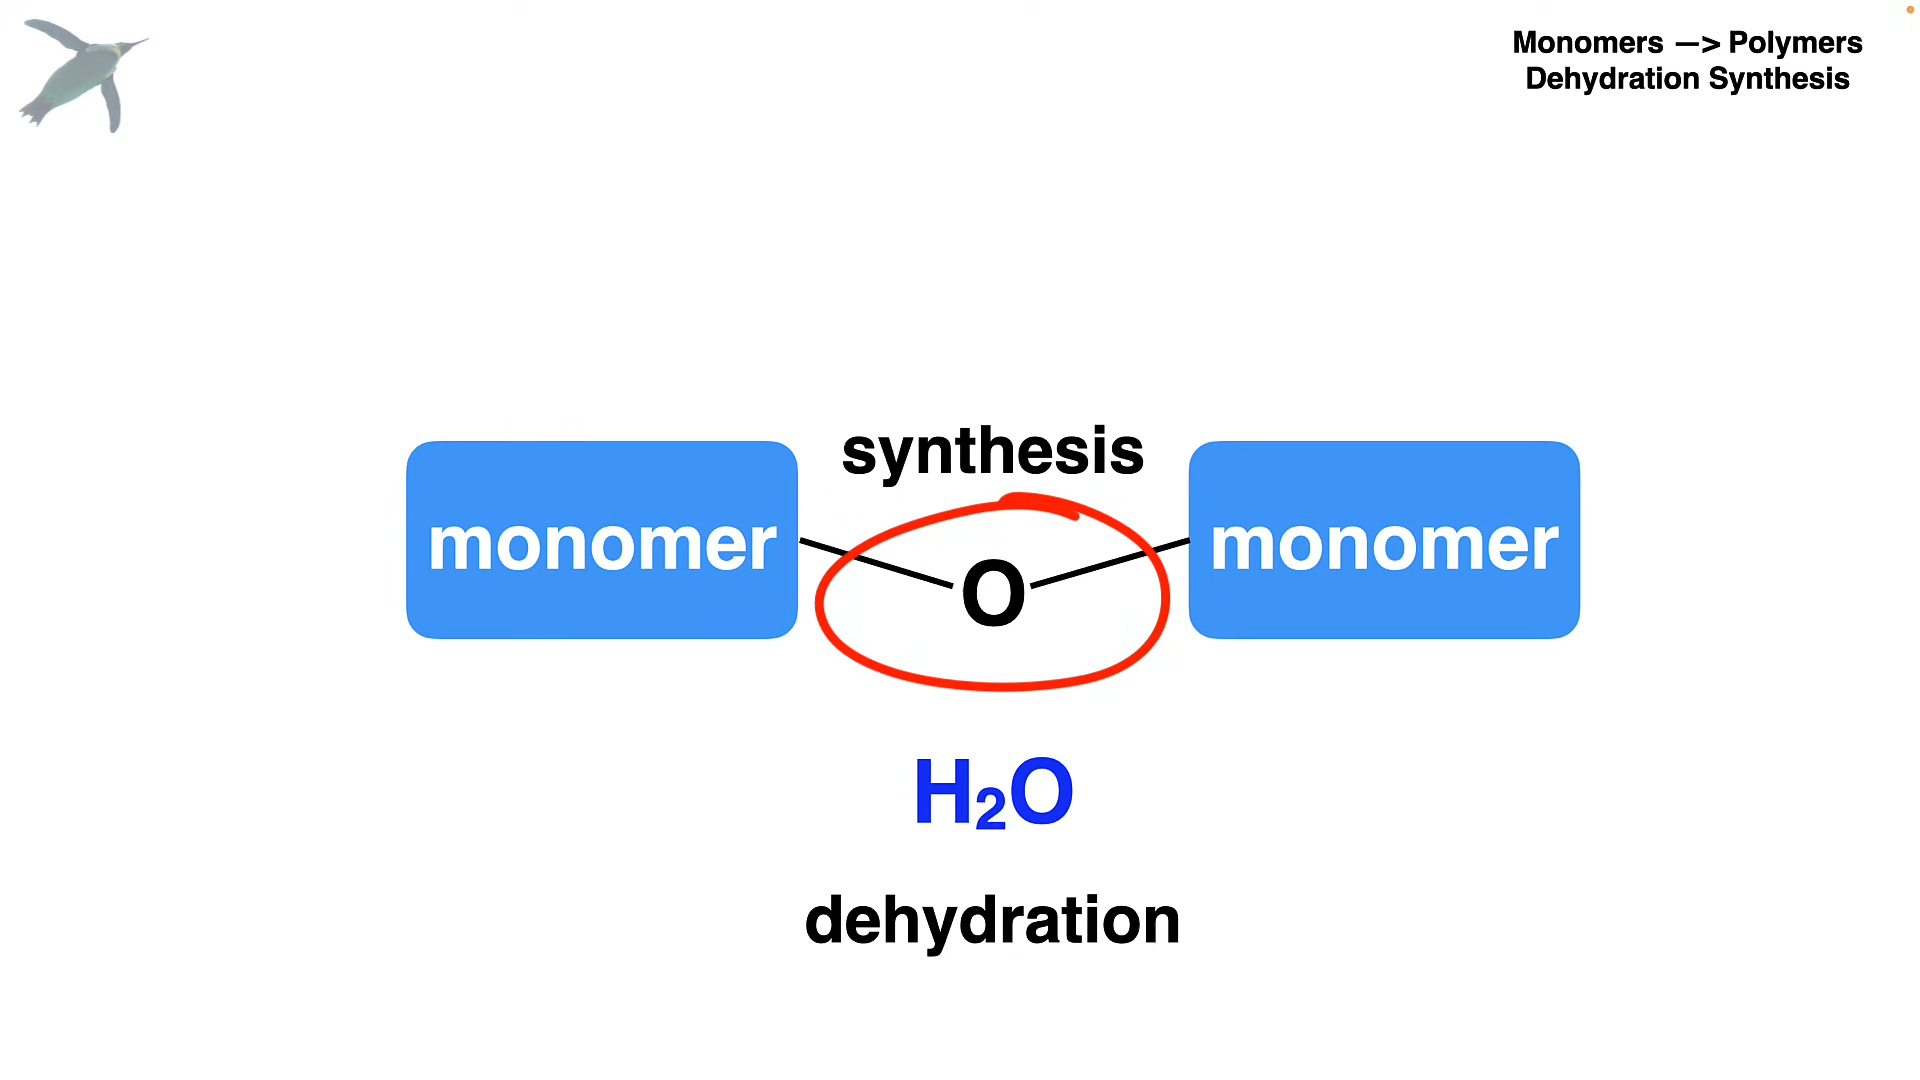 Monomers —> Polymers
Dehydration Synthesis
synthesis
monomer
O
monomer
H₂O
dehydration